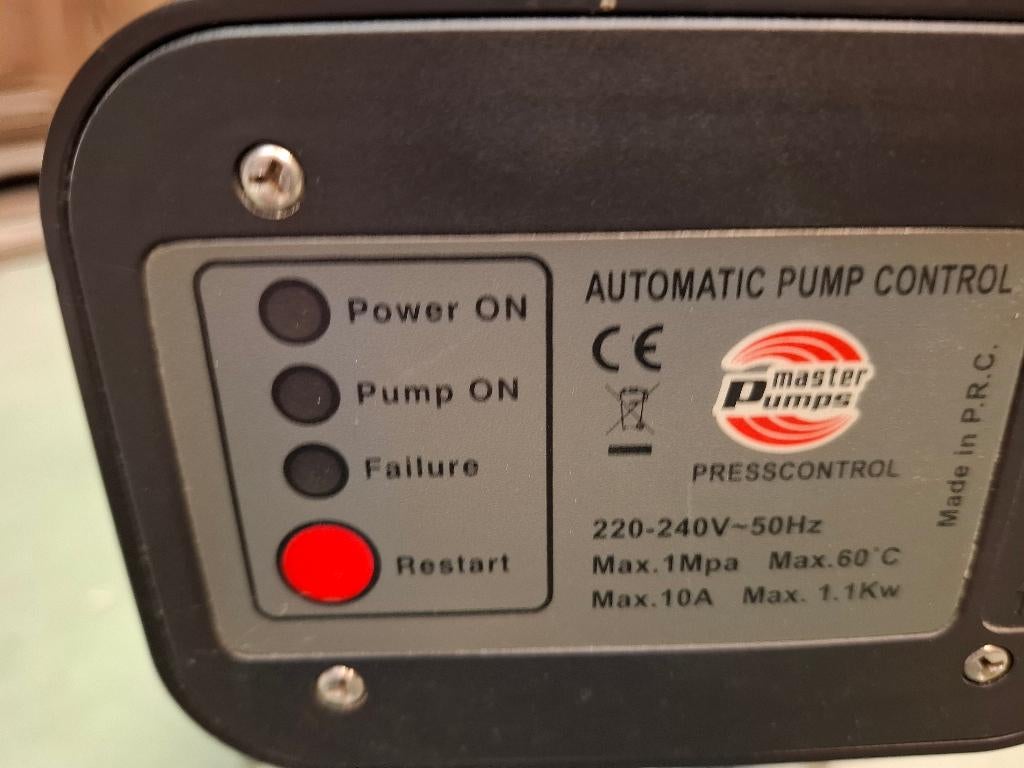 Power ON
Pump ON
Failure
Restart
AUTOMATIC PUMP CONTROL
CE
master
Pumps
PRESSCONTROL
Made in P.R.C.
220-240V~50Hz
Max.1Mpa Max.60°C
Max.10A Max. 1.1Kw